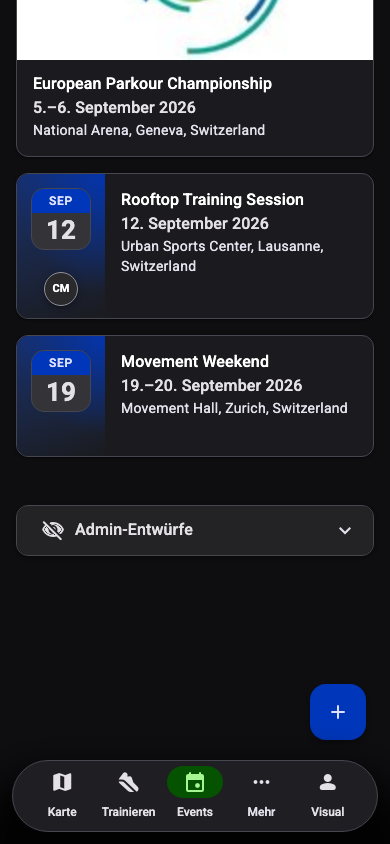 European Parkour Championship
5.–6. September 2026
National Arena, Geneva, Switzerland
SEP
12
CM
Rooftop Training Session
12. September 2026
Urban Sports Center, Lausanne,
Switzerland
SEP
19
Movement Weekend
19.–20. September 2026
Movement Hall, Zurich, Switzerland
Admin-Entwürfe
Karte
Trainieren
Events
Mehr
Visual